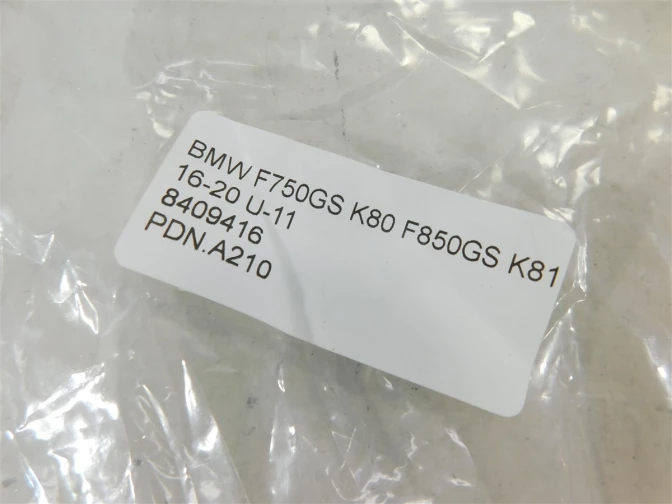 BMW F750GS K80 F850GS K81
16-20 U-11
8409416
PDN.A210